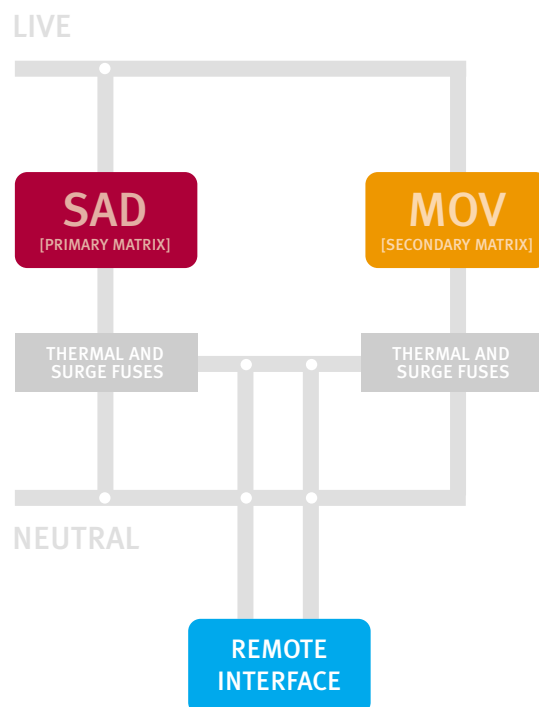 LIVE
SAD
[PRIMARY MATRIX]
MOV
[SECONDARY MATRIX]
THERMAL AND
SURGE FUSES
THERMAL AND
SURGE FUSES
NEUTRAL
REMOTE
INTERFACE